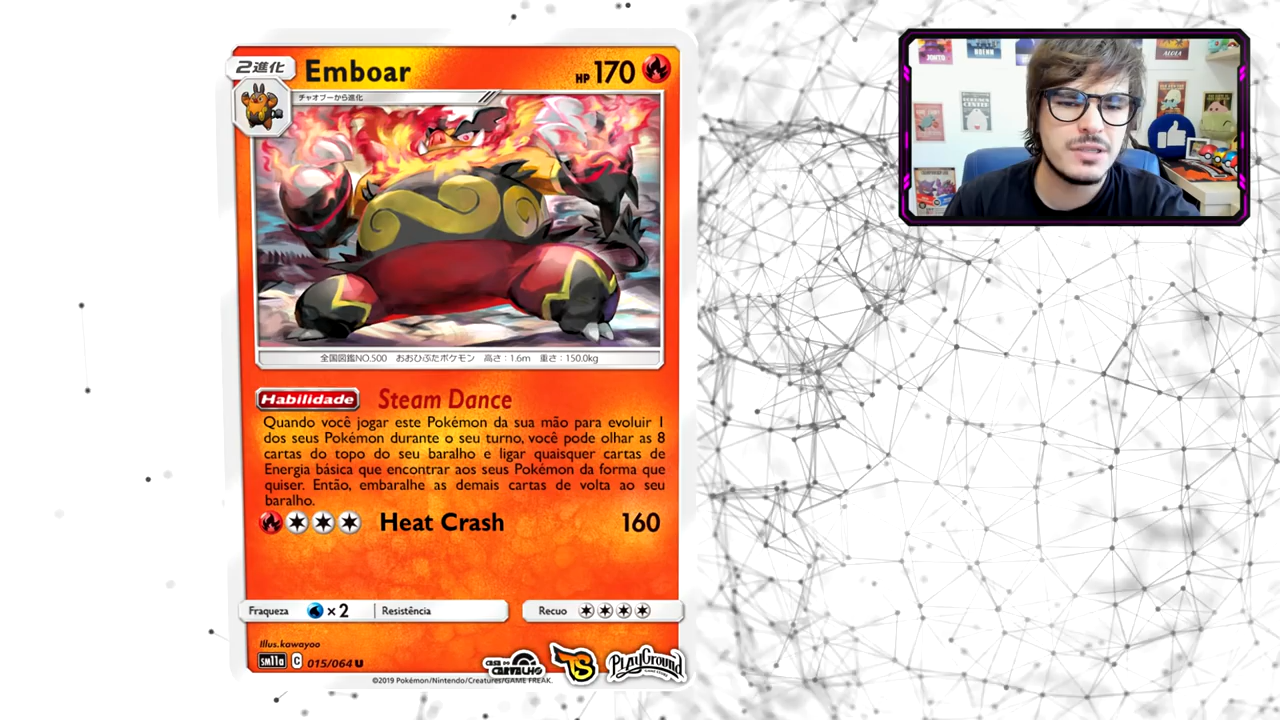 2進化
Emboar
HP 170
チャオブーから進化
全国図鑑NO.500 おおひぶたポケモン 高さ：1.6m 重さ：150.0kg
Habilidade Steam Dance
Quando você jogar este Pokémon da sua mão para evoluir 1
dos seus Pokémon durante o seu turno, você pode olhar as 8
cartas do topo do seu baralho e ligar quaisquer cartas de
Energia básica que encontrar aos seus Pokémon da forma que
quiser. Então, embaralhe as demais cartas de volta ao seu
baralho.
Heat Crash 160
Fraqueza ×2 Resistência Recuo
Illus.kawayoo
sm11a C 015/064 U
CASA DO CARVALHO TS PlayGround
©2019 Pokémon/Nintendo/Creatures/GAME FREAK.
JOHTO
ALOLA